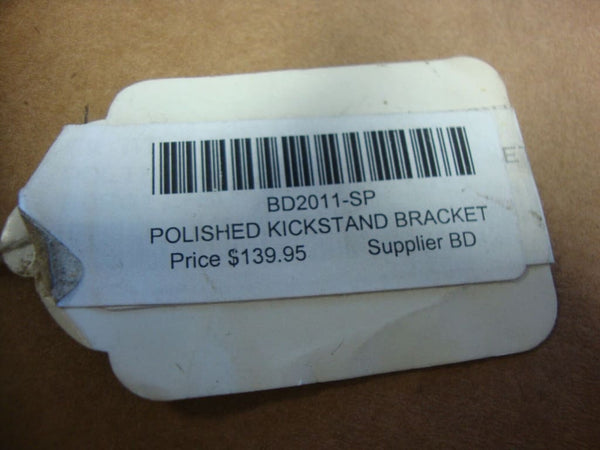 BD2011-SP
POLISHED KICKSTAND BRACKET
Price $139.95 Supplier BD